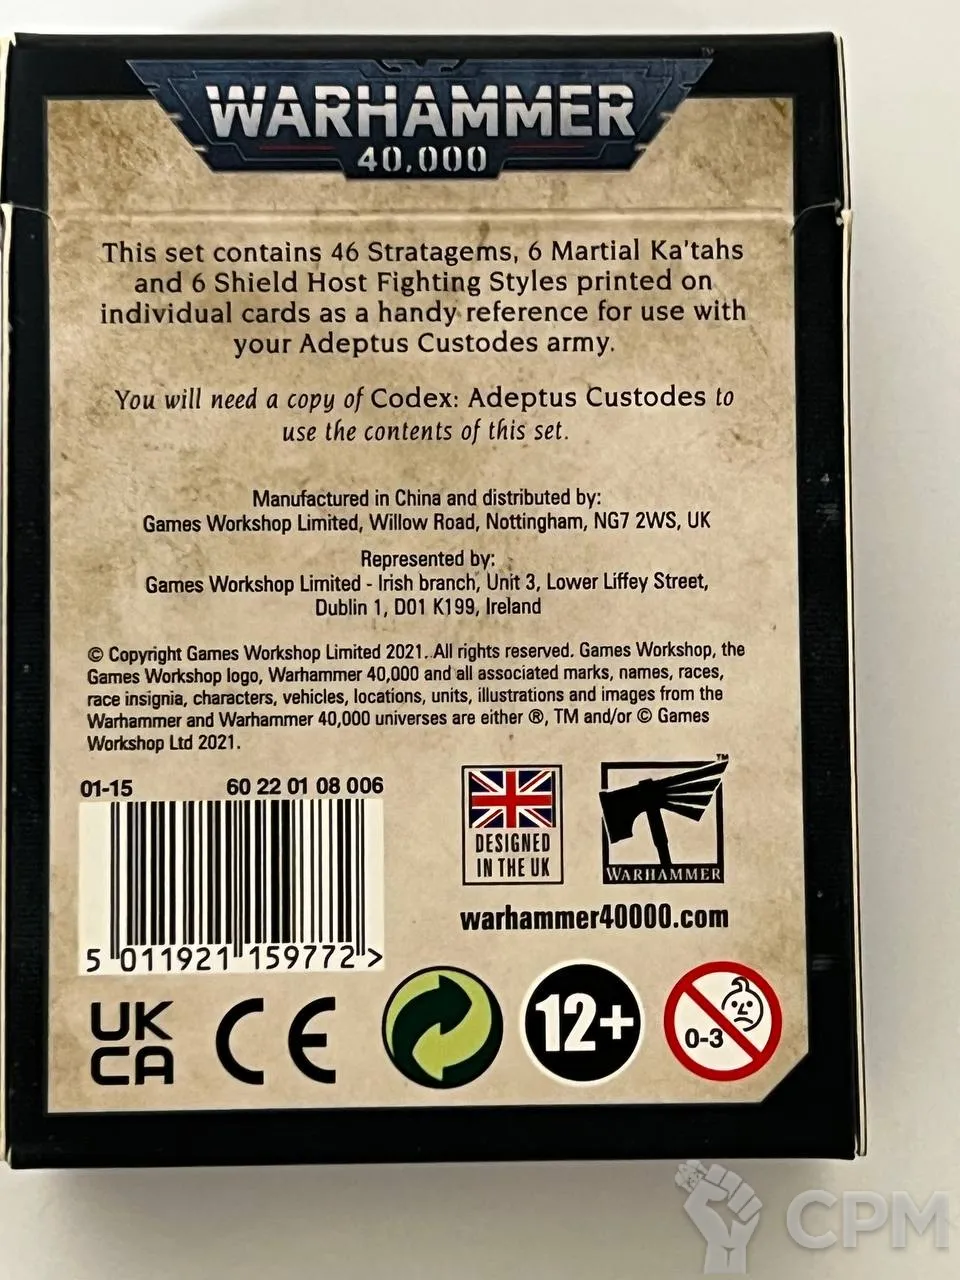 WARHAMMER™
40,000
This set contains 46 Stratagems, 6 Martial Ka'tahs
and 6 Shield Host Fighting Styles printed on
individual cards as a handy reference for use with
your Adeptus Custodes army.
You will need a copy of Codex: Adeptus Custodes to
use the contents of this set.
Manufactured in China and distributed by:
Games Workshop Limited, Willow Road, Nottingham, NG7 2WS, UK
Represented by:
Games Workshop Limited - Irish branch, Unit 3, Lower Liffey Street,
Dublin 1, D01 K199, Ireland
© Copyright Games Workshop Limited 2021. All rights reserved. Games Workshop, the
Games Workshop logo, Warhammer 40,000 and all associated marks, names, races,
race insignia, characters, vehicles, locations, units, illustrations and images from the
Warhammer and Warhammer 40,000 universes are either ®, TM and/or © Games
Workshop Ltd 2021.
01-15 60 22 01 08 006
5 011921 159772 >
DESIGNED
IN THE UK
™
WARHAMMER
warhammer40000.com
UK
CA
CE
12+
0-3
CPM